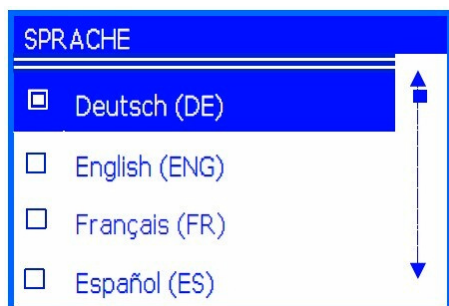 SPRACHE
Deutsch (DE)
English (ENG)
Français (FR)
Español (ES)